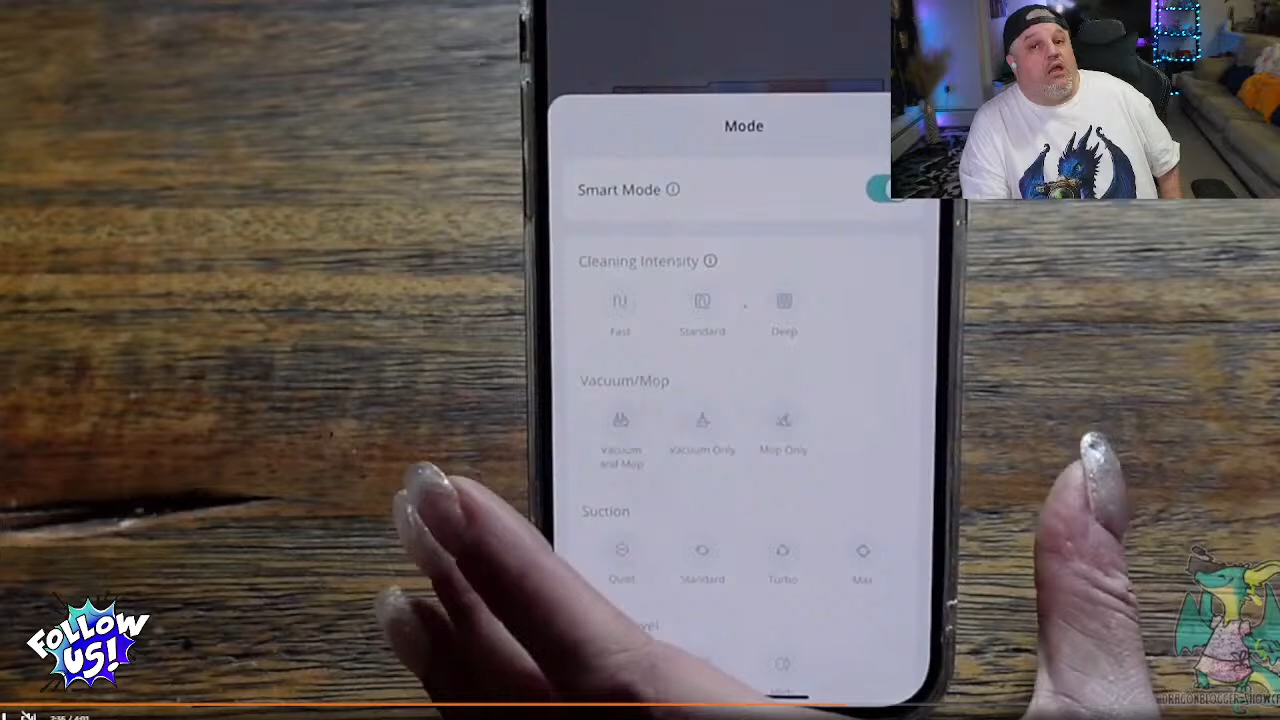 Mode
Smart Mode
Cleaning Intensity
Fast Standard Deep
Vacuum/Mop
Vacuum and Mop Vacuum Only Mop Only
Suction
Quiet Standard Turbo Max
FOLLOW US!